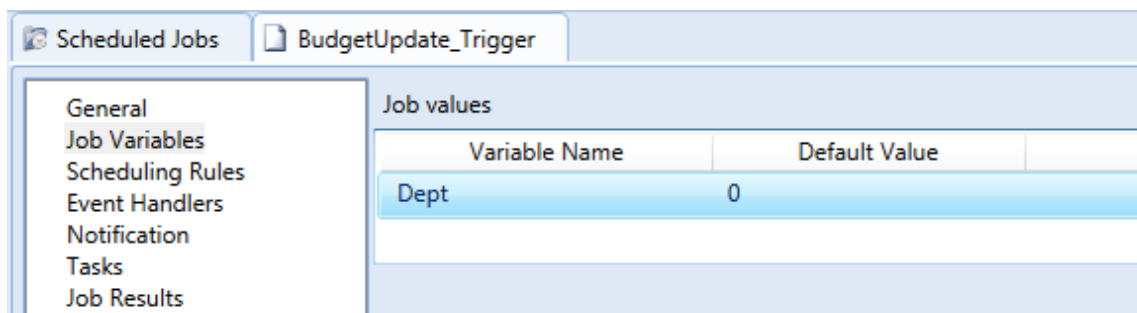 Scheduled Jobs BudgetUpdate_Trigger
General
Job Variables
Scheduling Rules
Event Handlers
Notification
Tasks
Job Results
Job values
Variable Name Default Value
Dept 0